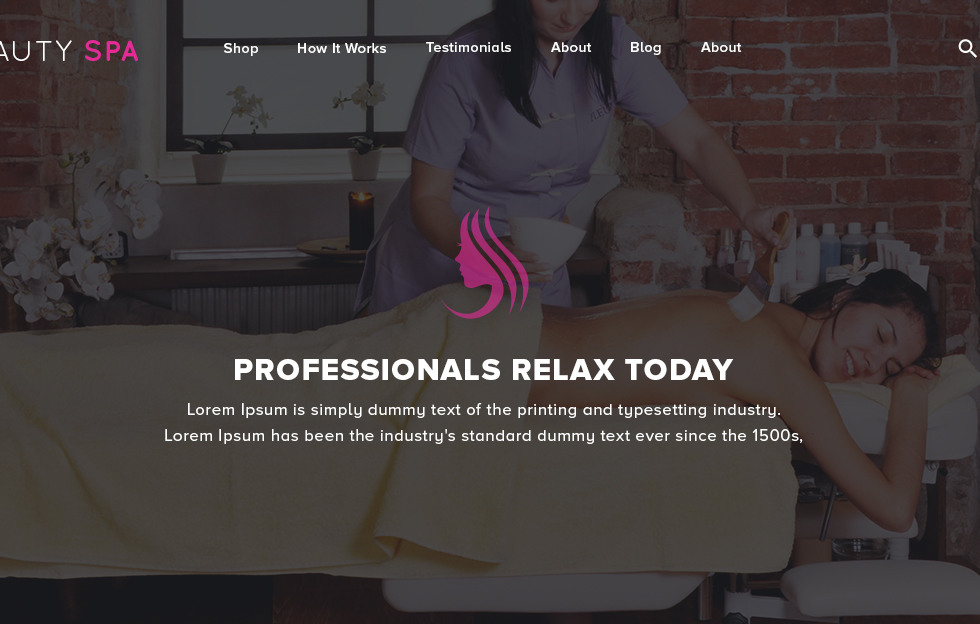 AUTY SPA
Shop
How It Works
Testimonials
About
Blog
About
PROFESSIONALS RELAX TODAY
Lorem Ipsum is simply dummy text of the printing and typesetting industry.
Lorem Ipsum has been the industry's standard dummy text ever since the 1500s,